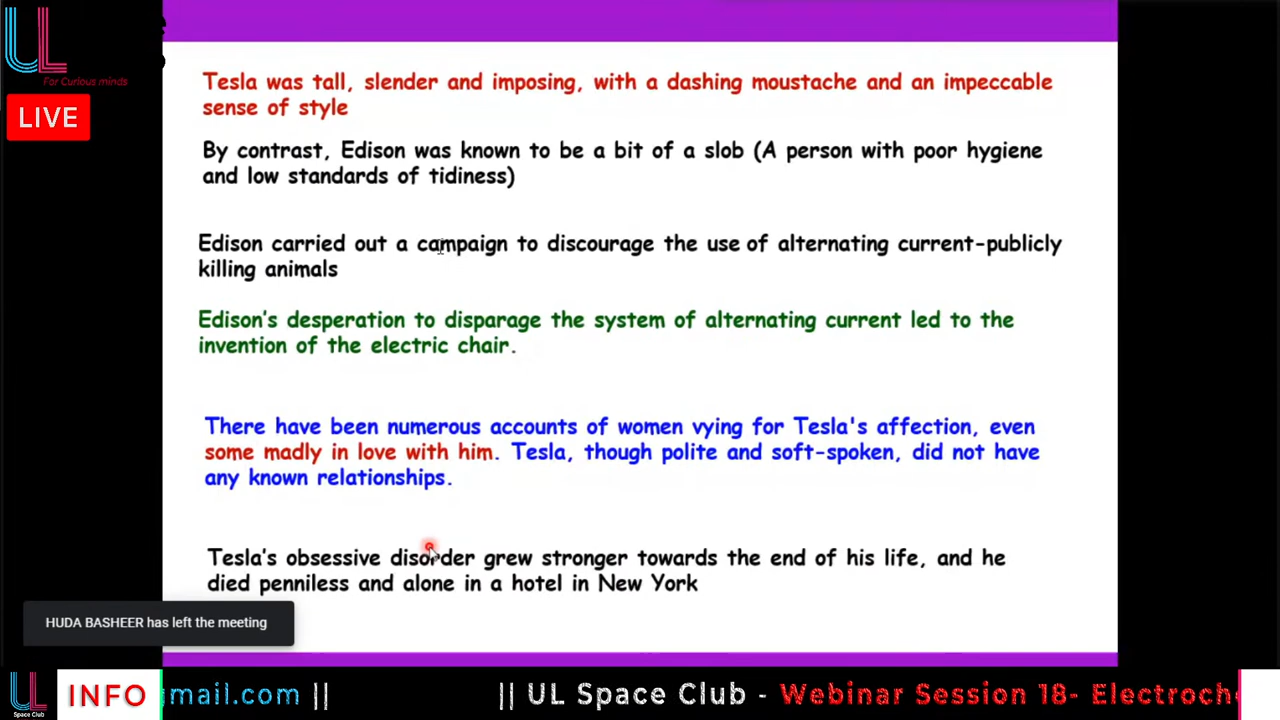 UL
For Curious minds
LIVE
Tesla was tall, slender and imposing, with a dashing moustache and an impeccable
sense of style
By contrast, Edison was known to be a bit of a slob (A person with poor hygiene
and low standards of tidiness)
Edison carried out a campaign to discourage the use of alternating current-publicly
killing animals
Edison's desperation to disparage the system of alternating current led to the
invention of the electric chair.
There have been numerous accounts of women vying for Tesla's affection, even
some madly in love with him. Tesla, though polite and soft-spoken, did not have
any known relationships.
Tesla's obsessive disorder grew stronger towards the end of his life, and he
died penniless and alone in a hotel in New York
HUDA BASHEER has left the meeting
UL
Space Club
INFO
gmail.com || || UL Space Club - Webinar Session 18- Electroch